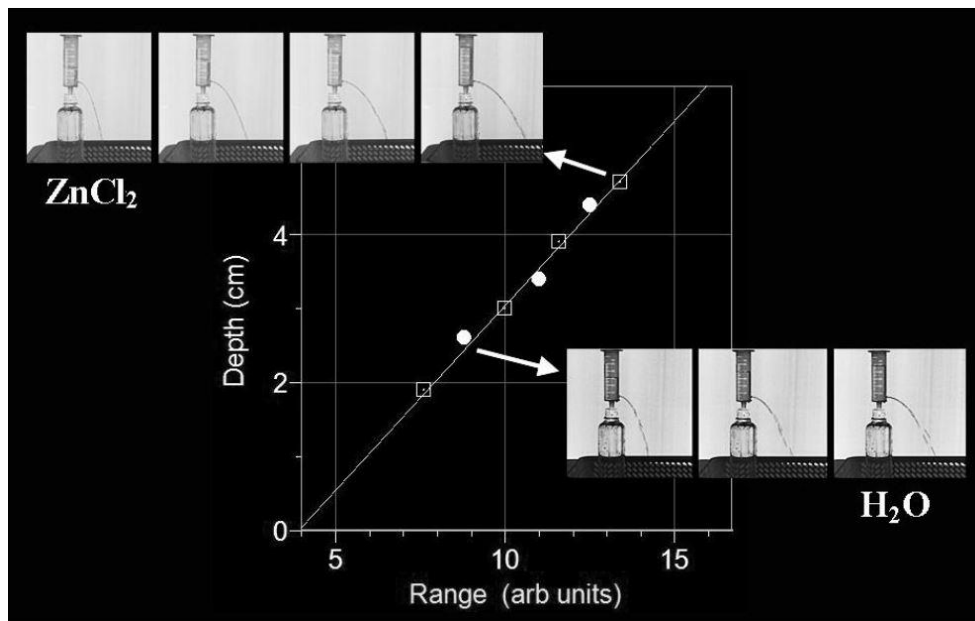 ZnCl₂
4
2
0
Depth (cm)
5 10 15
Range (arb units)
H₂O